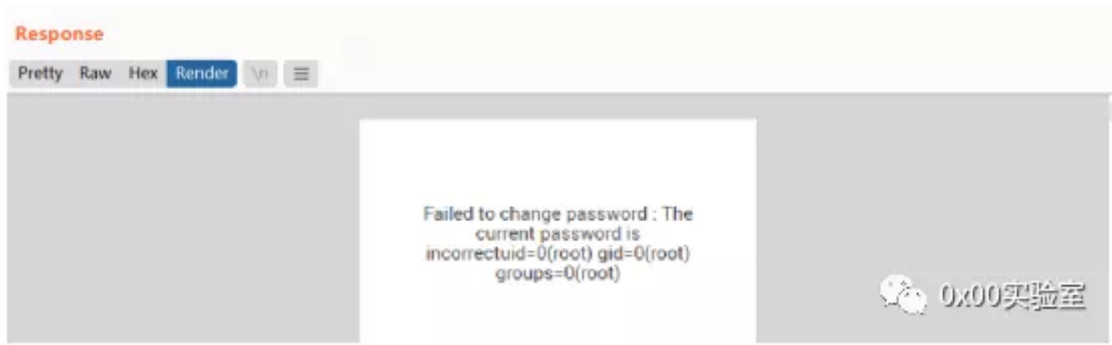 Response
Pretty Raw Hex Render \n
Failed to change password : The
current password is
incorrectuid=0(root) gid=0(root)
groups=0(root)
0x00实验室